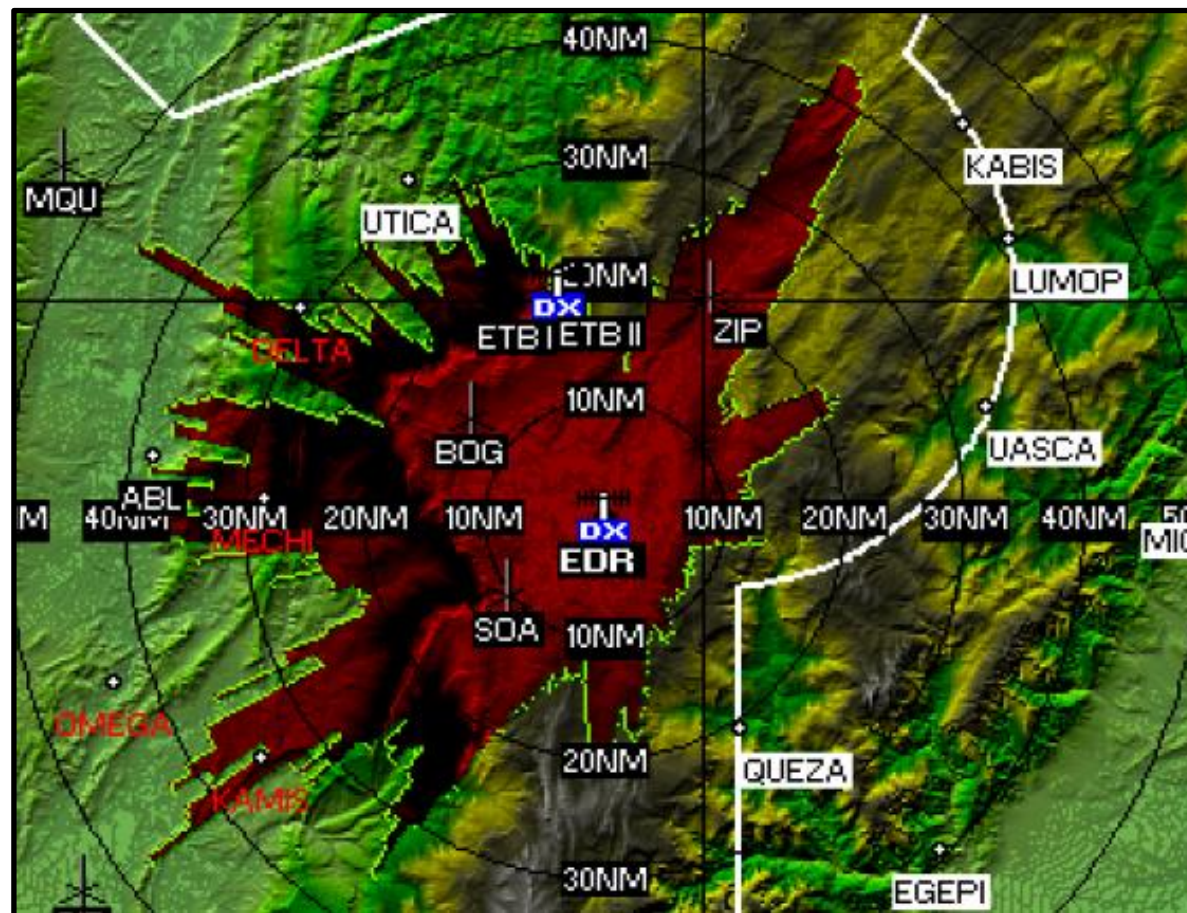 40NM
KABIS
30NM
MQU
UTICA
20NM
LUMOP
DX
ETB I
ETB II
ZIP
DELTA
10NM
BOG
UASCA
ABL
40NM
30NM
20NM
10NM
10NM
20NM
30NM
40NM
MECHI
DX
EDR
SOA
10NM
OMEGA
20NM
QUEZA
KAMIS
30NM
EGEPI